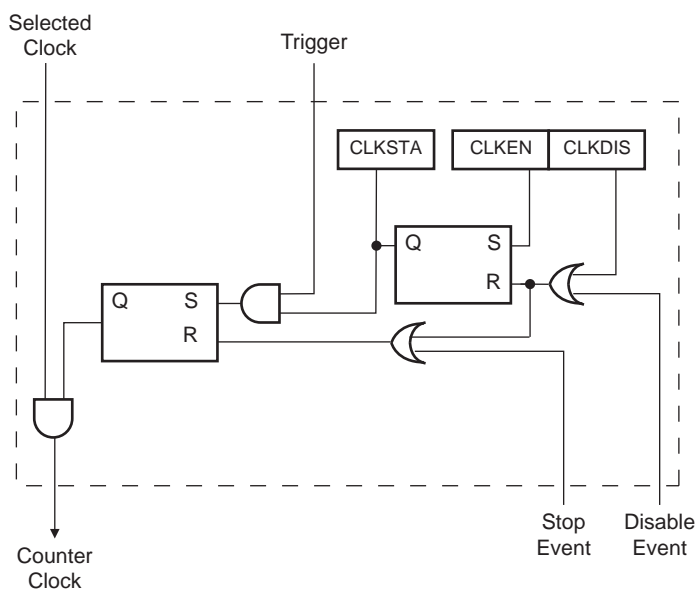 Selected
Clock
Trigger
CLKSTA
CLKEN
CLKDIS
Q
S
R
Q
S
R
Stop
Event
Disable
Event
Counter
Clock